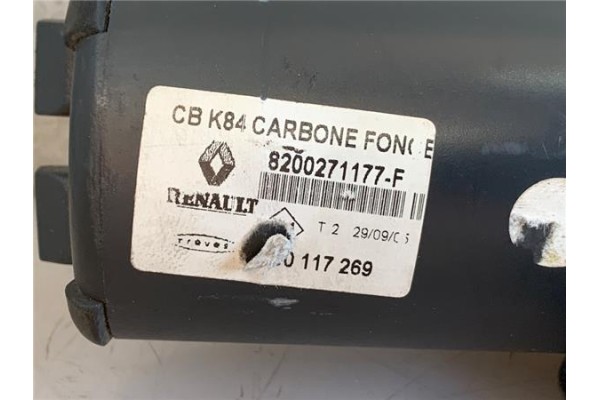 CB K84 CARBONE FONCE
8200271177-F
RENAULT
T 2 29/09/05
0 117 269